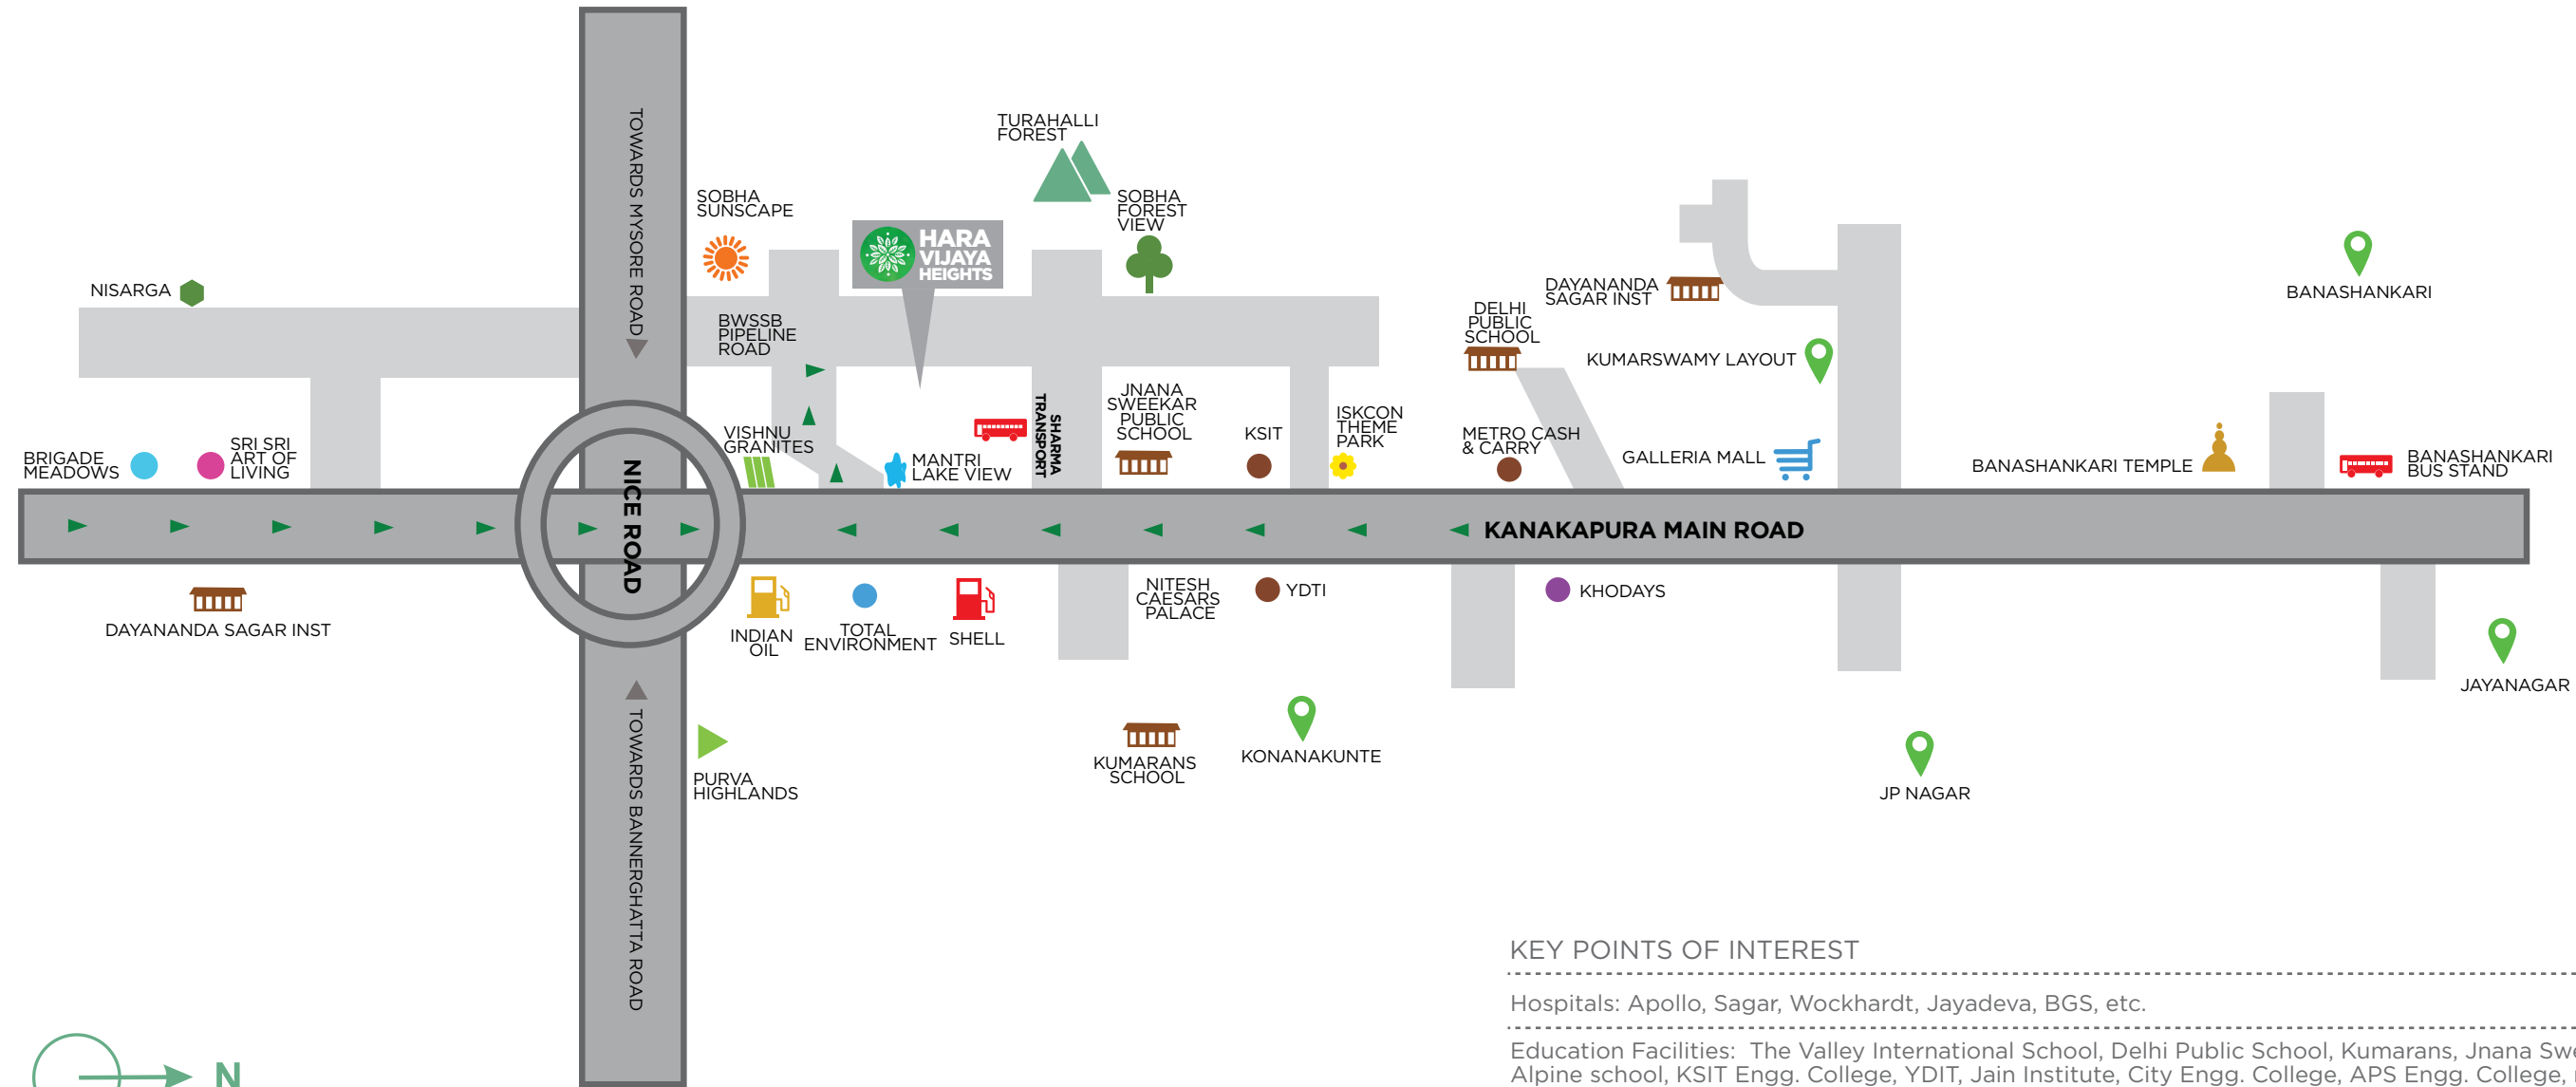 TOWARDS MYSORE ROAD
TURAHALLI
FOREST
SOBHA
SUNSCAPE
SOBHA
FOREST
VIEW
HARA
VIJAYA
HEIGHTS
NISARGA
BWSSB
PIPELINE
ROAD
DAYANANDA
SAGAR INST
DELHI
PUBLIC
SCHOOL
BANASHANKARI
KUMARSWAMY LAYOUT
BRIGADE
MEADOWS
SRI SRI
ART OF
LIVING
VISHNU
GRANITES
MANTRI
LAKE VIEW
SHARMA
TRANSPORT
JNANA
SWEEKAR
PUBLIC
SCHOOL
KSIT
ISKCON
THEME
PARK
METRO CASH
& CARRY
GALLERIA MALL
BANASHANKARI TEMPLE
BANASHANKARI
BUS STAND
NICE ROAD
KANAKAPURA MAIN ROAD
DAYANANDA SAGAR INST
INDIAN
OIL
TOTAL
ENVIRONMENT
SHELL
NITESH
CAESARS
PALACE
YDTI
KHODAYS
JAYANAGAR
TOWARDS BANNERGHATTA ROAD
PURVA
HIGHLANDS
KUMARANS
SCHOOL
KONANAKUNTE
JP NAGAR
N
KEY POINTS OF INTEREST
Hospitals: Apollo, Sagar, Wockhardt, Jayadeva, BGS, etc.
Education Facilities: The Valley International School, Delhi Public School, Kumarans, Jnana
Alpine school, KSIT Engg. College, YDIT, Jain Institute, City Engg. College, APS Engg. College.